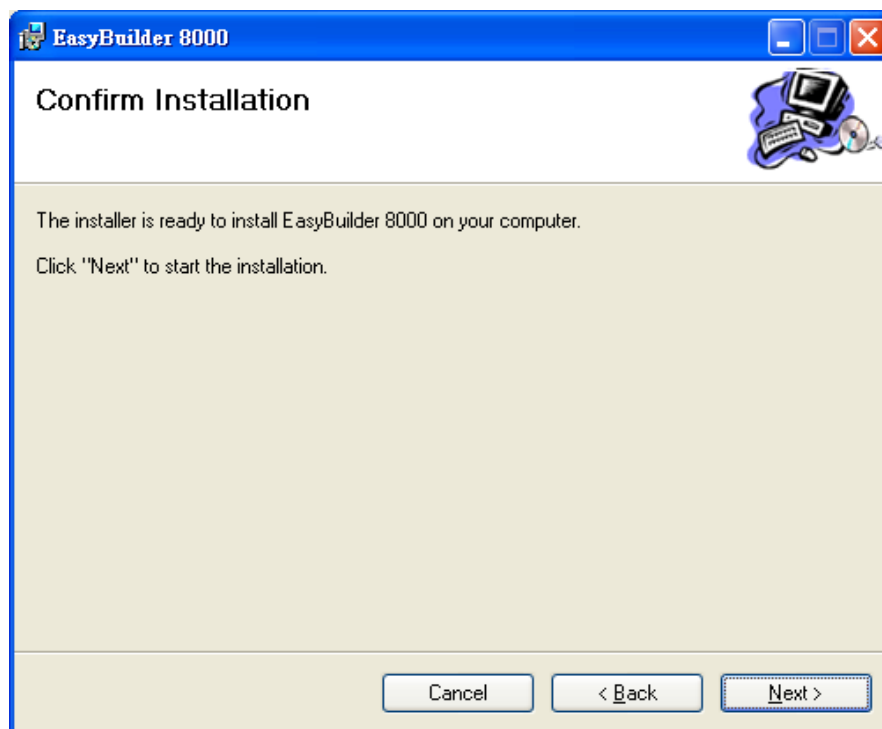 EasyBuilder 8000
Confirm Installation
The installer is ready to install EasyBuilder 8000 on your computer.
Click "Next" to start the installation.
Cancel
< Back
Next >